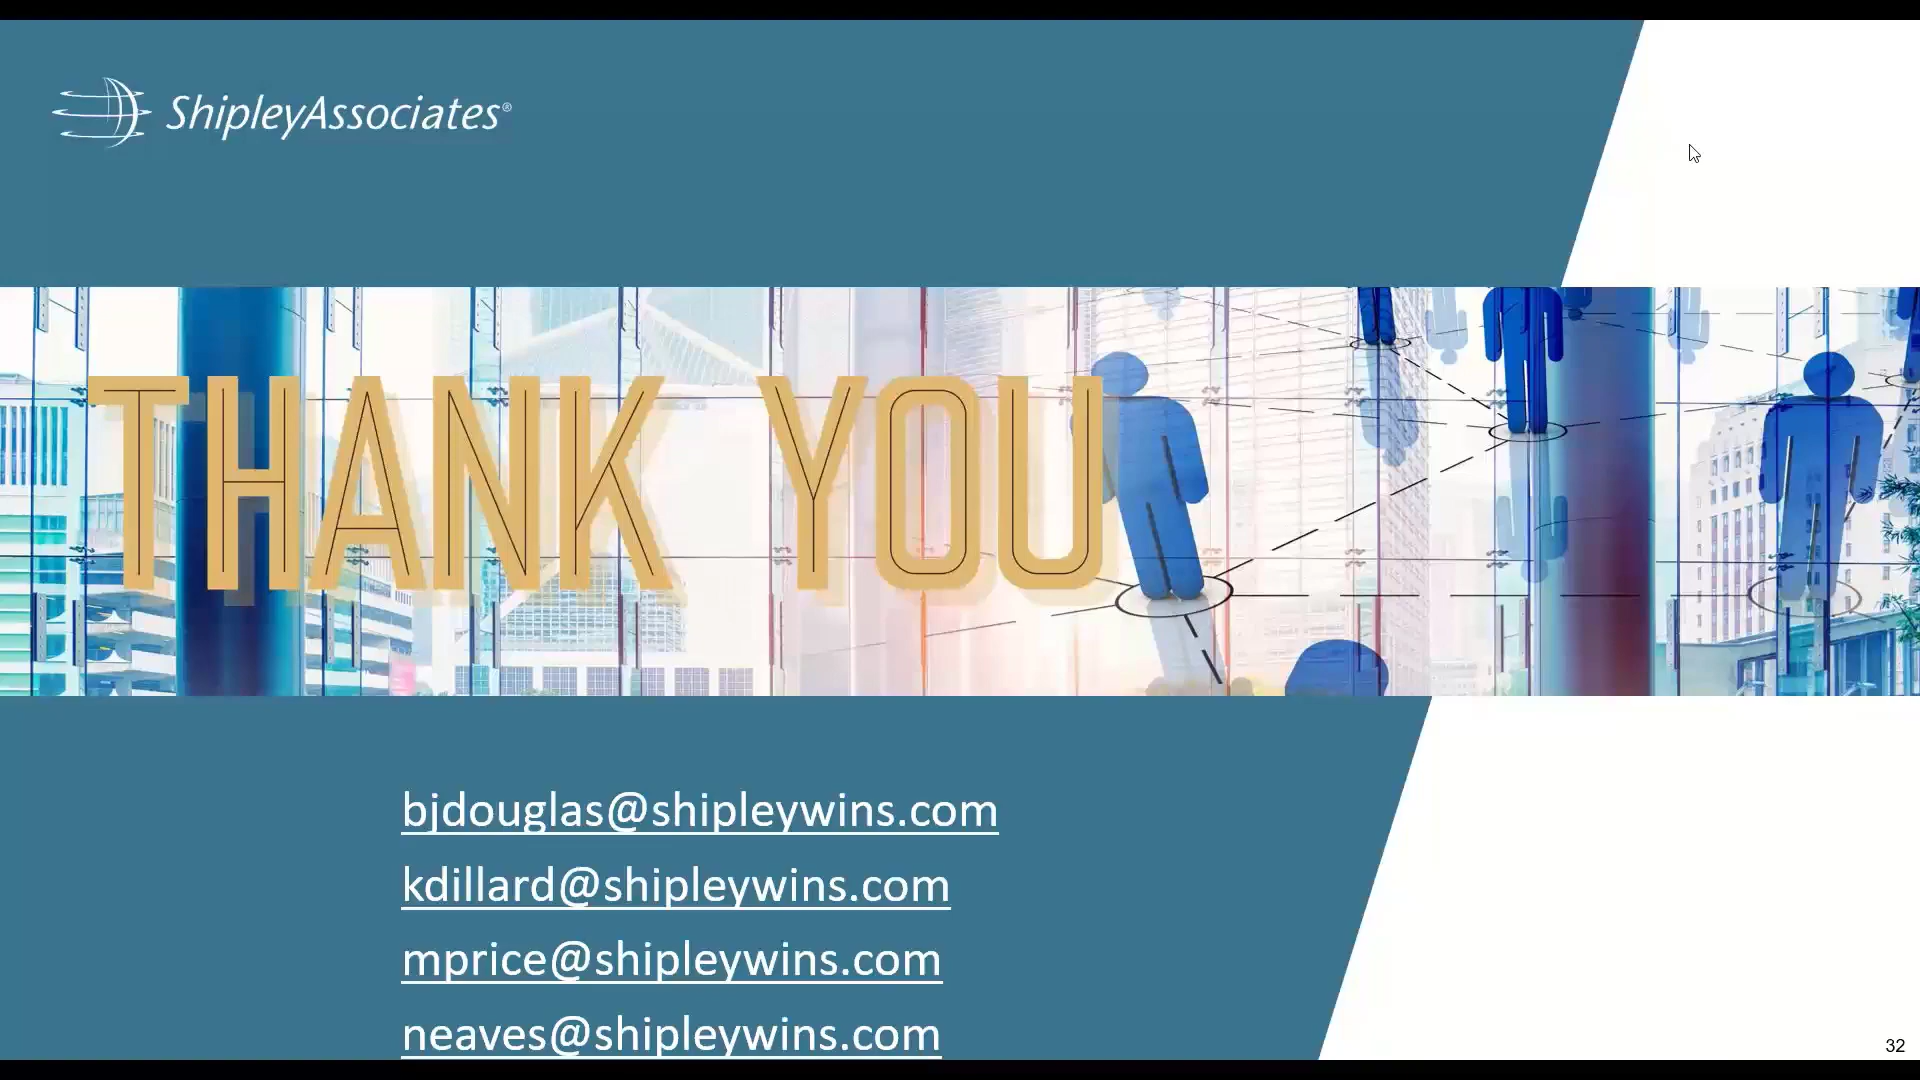 ShipleyAssociates®
THANK YOU
bjdouglas@shipleywins.com
kdillard@shipleywins.com
mprice@shipleywins.com
neaves@shipleywins.com
32